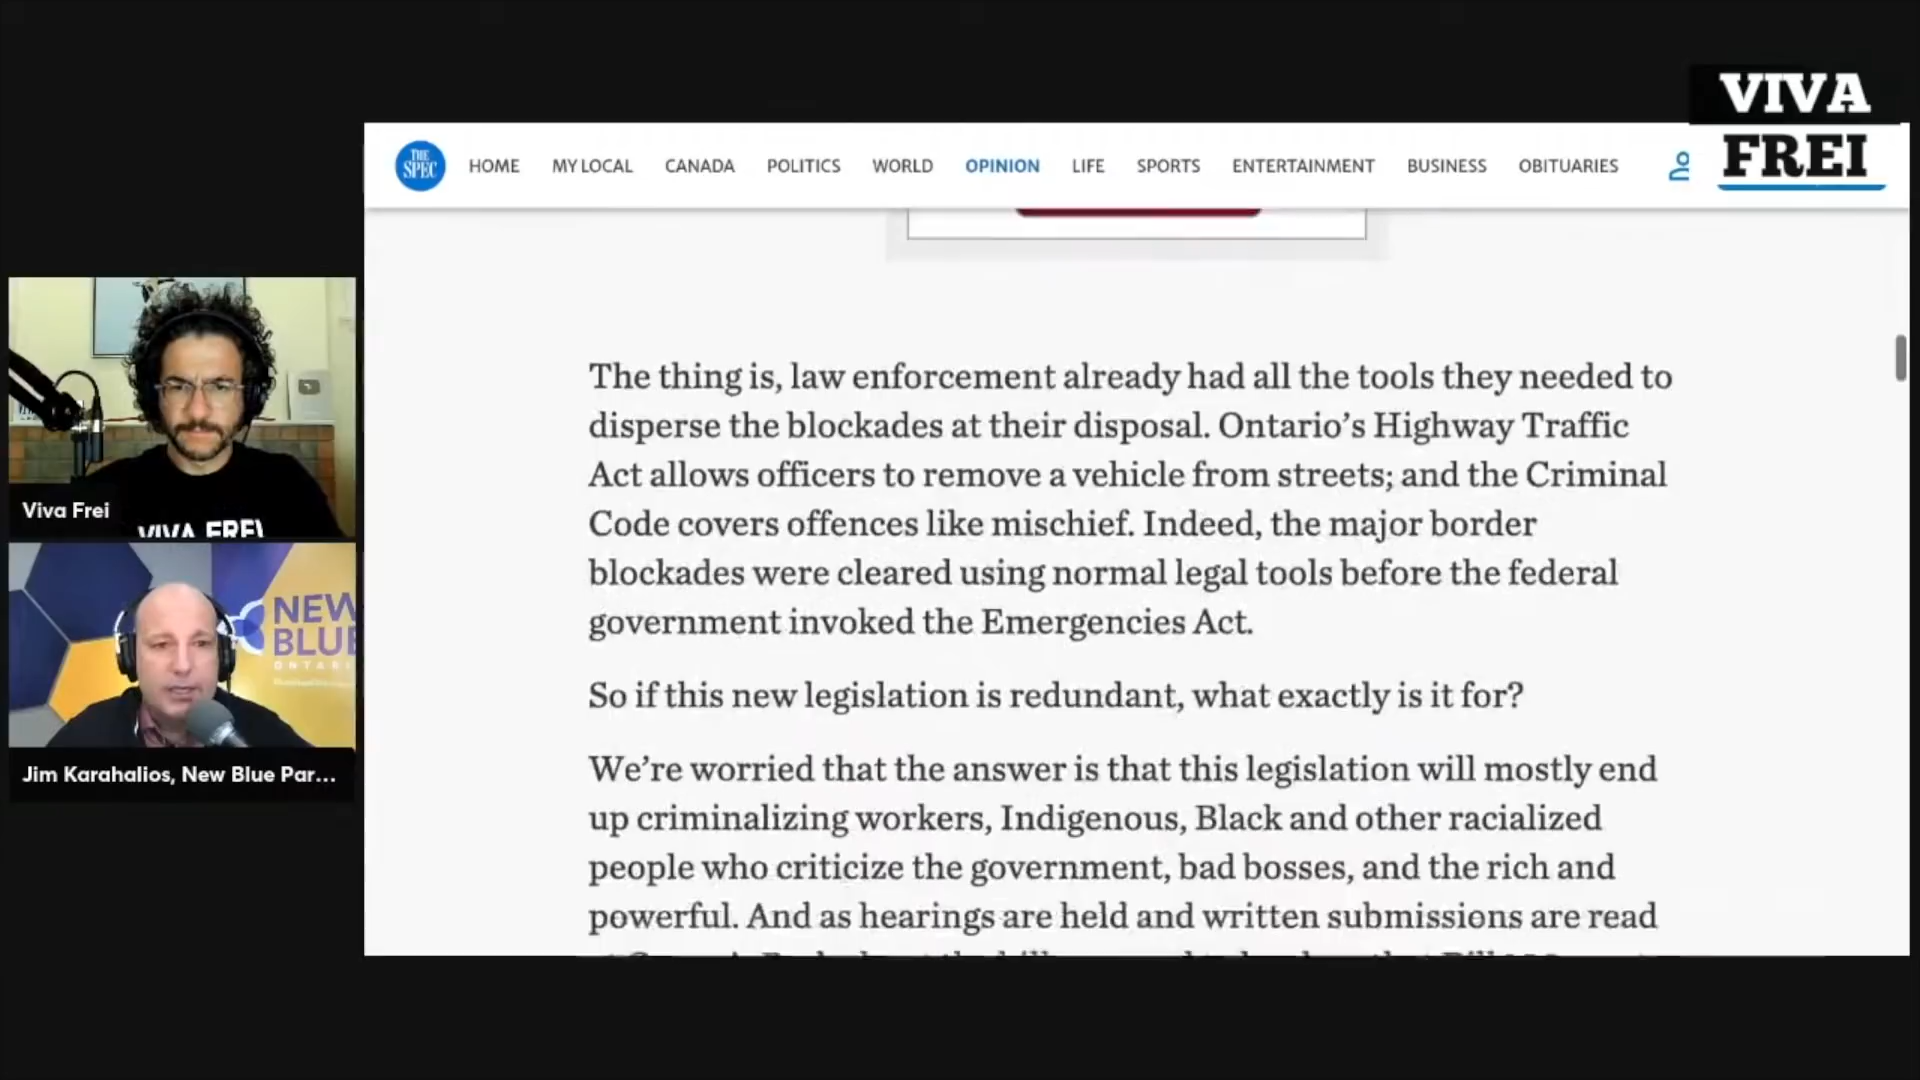 VIVA
FREI
THE
SPEC
HOME MY LOCAL CANADA POLITICS WORLD OPINION LIFE SPORTS ENTERTAINMENT BUSINESS OBITUARIES
The thing is, law enforcement already had all the tools they needed to
disperse the blockades at their disposal. Ontario’s Highway Traffic
Act allows officers to remove a vehicle from streets; and the Criminal
Code covers offences like mischief. Indeed, the major border
blockades were cleared using normal legal tools before the federal
government invoked the Emergencies Act.
So if this new legislation is redundant, what exactly is it for?
We’re worried that the answer is that this legislation will mostly end
up criminalizing workers, Indigenous, Black and other racialized
people who criticize the government, bad bosses, and the rich and
powerful. And as hearings are held and written submissions are read
Viva Frei
VIVA FREI
NEW
BLUE
ONTARI
Jim Karahalios, New Blue Par...